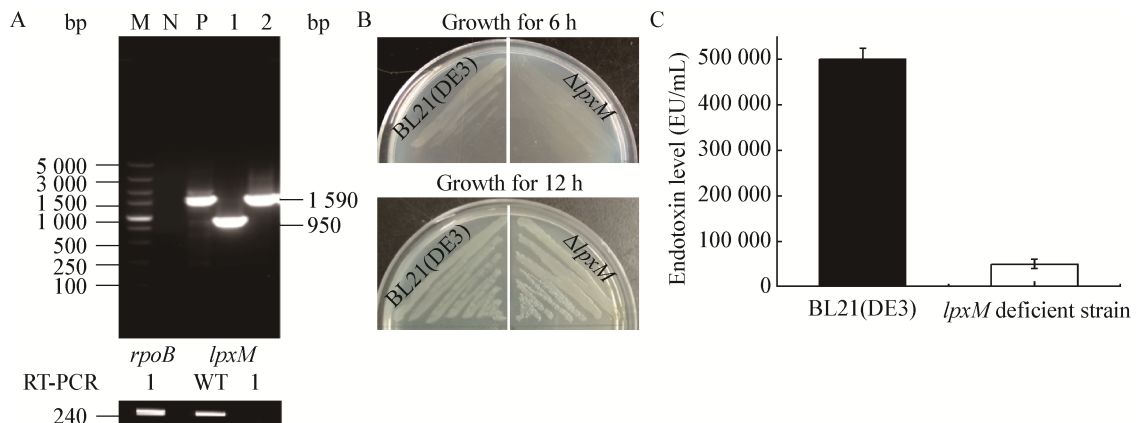 A
bp
M N P 1 2
bp
5 000
3 000
1 500
1 000
500
250
100
1 590
950
rpoB lpxM
RT-PCR 1 WT 1
240
B
Growth for 6 h
BL21(DE3)
ΔlpxM
Growth for 12 h
BL21(DE3)
ΔlpxM
C
Endotoxin level (EU/mL)
500 000
400 000
300 000
200 000
100 000
0
BL21(DE3)
lpxM deficient strain